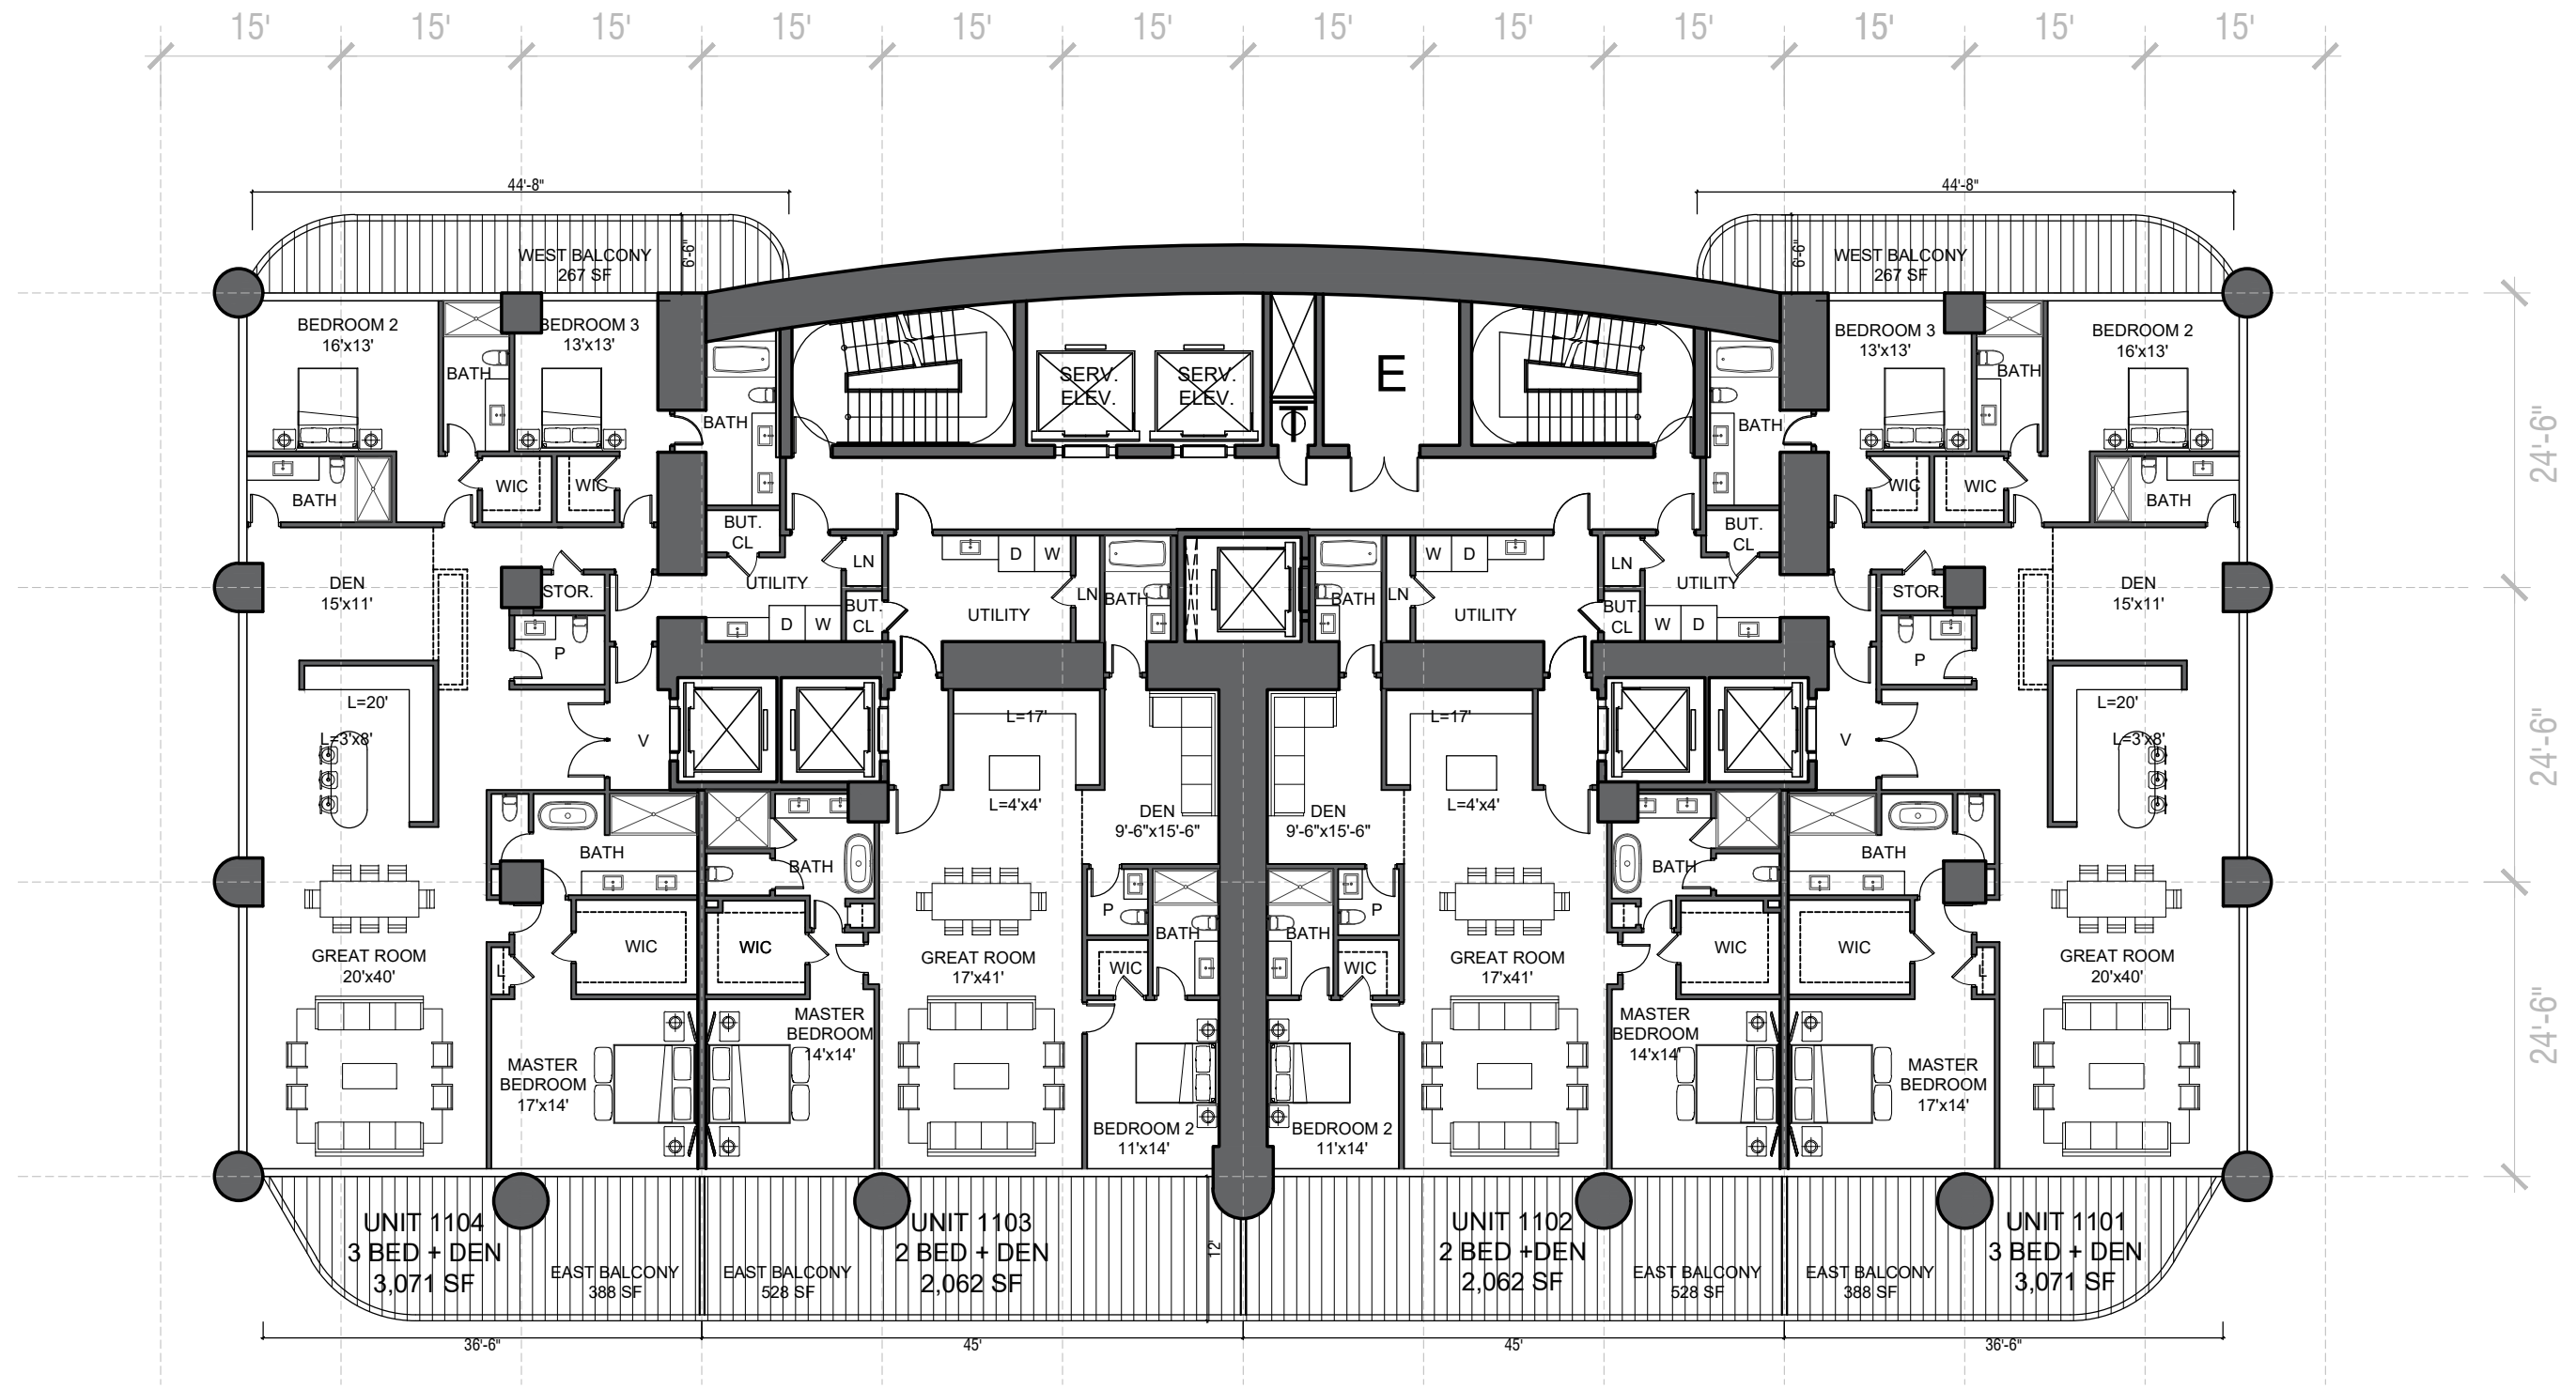 15' 15' 15' 15' 15' 15' 15' 15' 15' 15' 15' 15'
44'-8" 44'-8"
WEST BALCONY
267 SF
6'-6"
6'-6"
WEST BALCONY
267 SF
BEDROOM 2
16'x13'
BATH
BEDROOM 3
13'x13'
BATH
SERV.
ELEV.
SERV.
ELEV.
E
T
BATH
BEDROOM 3
13'x13'
BATH
BEDROOM 2
16'x13'
24'-6"
BATH
WIC
WIC
BUT.
CL
BUT.
CL
WIC
WIC
BATH
DEN
15'x11'
STOR.
P
UTILITY
D W
LN
BUT.
CL
D W
UTILITY
LN
BATH
BATH
LN
W D
UTILITY
LN
BUT.
CL
UTILITY
W D
STOR.
P
DEN
15'x11'
L=20'
L=3'x8'
V
L=17'
L=4'x4'
DEN
9'-6"x15'-6"
DEN
9'-6"x15'-6"
L=17'
L=4'x4'
V
L=20'
L=3'x8'
24'-6"
BATH
BATH
P
BATH
BATH
P
BATH
BATH
GREAT ROOM
20'x40'
L
WIC
WIC
GREAT ROOM
17'x41'
WIC
WIC
GREAT ROOM
17'x41'
WIC
WIC
L
GREAT ROOM
20'x40'
24'-6"
MASTER
BEDROOM
17'x14'
MASTER
BEDROOM
14'x14'
BEDROOM 2
11'x14'
BEDROOM 2
11'x14'
MASTER
BEDROOM
14'x14'
MASTER
BEDROOM
17'x14'
UNIT 1104
3 BED + DEN
3,071 SF
EAST BALCONY
388 SF
EAST BALCONY
528 SF
UNIT 1103
2 BED + DEN
2,062 SF
12'
UNIT 1102
2 BED +DEN
2,062 SF
EAST BALCONY
528 SF
EAST BALCONY
388 SF
UNIT 1101
3 BED + DEN
3,071 SF
36'-6" 45' 45' 36'-6"